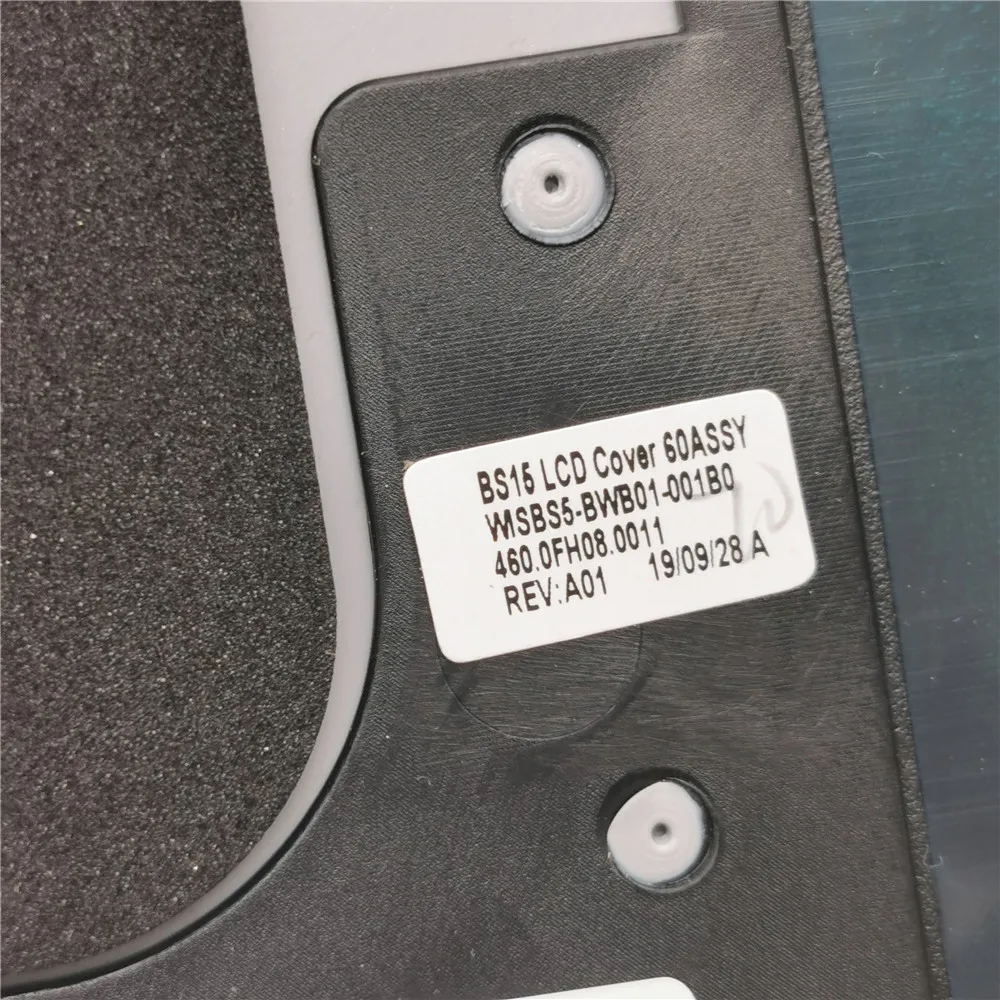 BS15 LCD Cover 60ASSY
WISBS5-BWB01-001B0
460.0FH08.0011
REV:A01 19/09/28 A